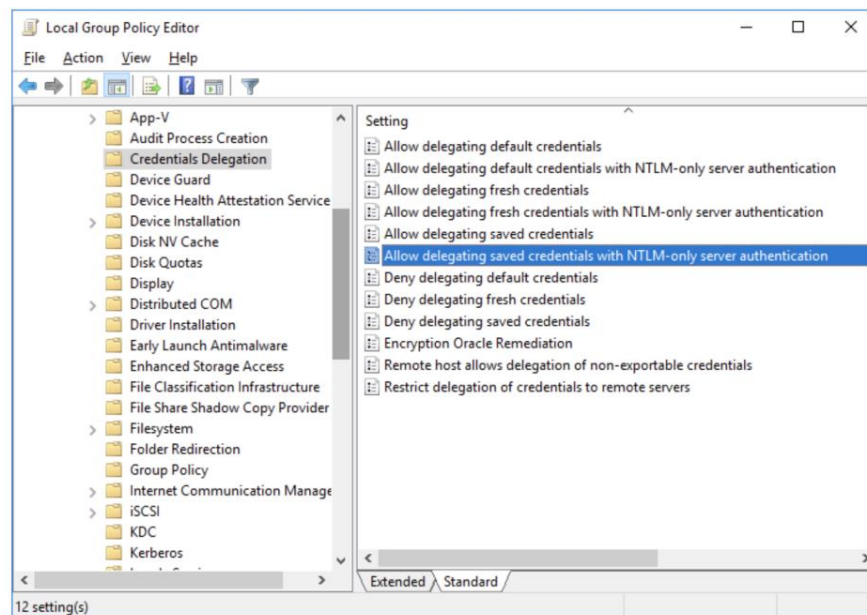 Local Group Policy Editor
File Action View Help
App-V
Audit Process Creation
Credentials Delegation
Device Guard
Device Health Attestation Service
Device Installation
Disk NV Cache
Disk Quotas
Display
Distributed COM
Driver Installation
Early Launch Antimalware
Enhanced Storage Access
File Classification Infrastructure
File Share Shadow Copy Provider
Filesystem
Folder Redirection
Group Policy
Internet Communication Manage
iSCSI
KDC
Kerberos
Setting
Allow delegating default credentials
Allow delegating default credentials with NTLM-only server authentication
Allow delegating fresh credentials
Allow delegating fresh credentials with NTLM-only server authentication
Allow delegating saved credentials
Allow delegating saved credentials with NTLM-only server authentication
Deny delegating default credentials
Deny delegating fresh credentials
Deny delegating saved credentials
Encryption Oracle Remediation
Remote host allows delegation of non-exportable credentials
Restrict delegation of credentials to remote servers
Extended Standard
12 setting(s)